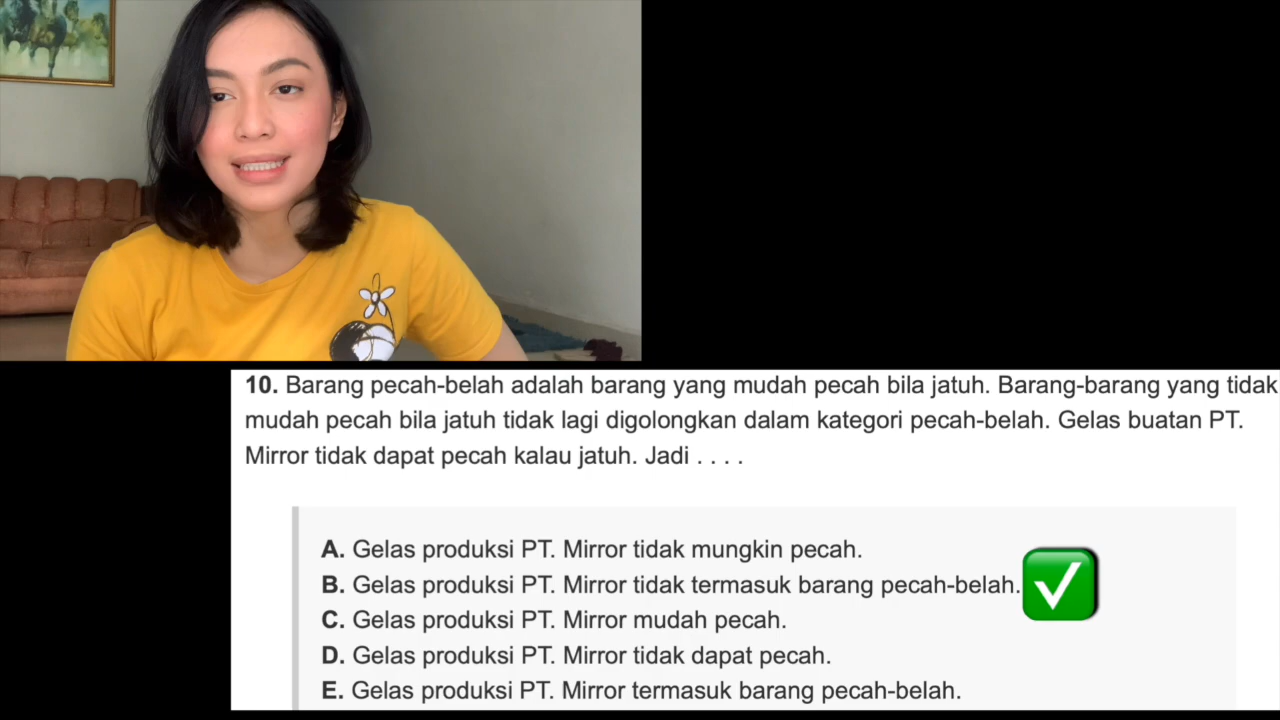 10. Barang pecah-belah adalah barang yang mudah pecah bila jatuh. Barang-barang yang tidak
mudah pecah bila jatuh tidak lagi digolongkan dalam kategori pecah-belah. Gelas buatan PT.
Mirror tidak dapat pecah kalau jatuh. Jadi . . . .
A. Gelas produksi PT. Mirror tidak mungkin pecah.
B. Gelas produksi PT. Mirror tidak termasuk barang pecah-belah.
C. Gelas produksi PT. Mirror mudah pecah.
D. Gelas produksi PT. Mirror tidak dapat pecah.
E. Gelas produksi PT. Mirror termasuk barang pecah-belah.